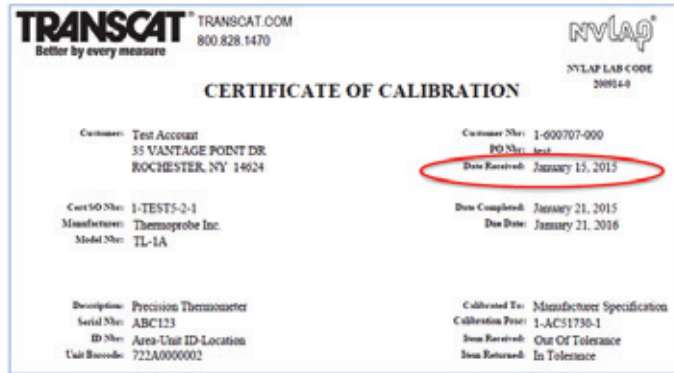 TRANSCAT
TRANSCAT.COM
Better by every measure
800.828.1470
NVLAP
NVLAP LAB CODE
200914-0
CERTIFICATE OF CALIBRATION
Customer: Test Account
35 VANTAGE POINT DR
ROCHESTER, NY 14624
Customer Nbr: 1-600707-000
PO Nbr: test
Date Received: January 15, 2015
Cert/SO Nbr: 1-TEST5-2-1
Manufacturer: Thermoprobe Inc.
Model Nbr: TL-1A
Date Completed: January 21, 2015
Due Date: January 21, 2016
Description: Precision Thermometer
Serial Nbr: ABC123
ID Nbr: Area-Unit ID-Location
Unit Barcode: 722A0000002
Calibrated To: Manufacturer Specification
Calibration Proc: 1-AC51730-1
Item Received: Out Of Tolerance
Item Returned: In Tolerance